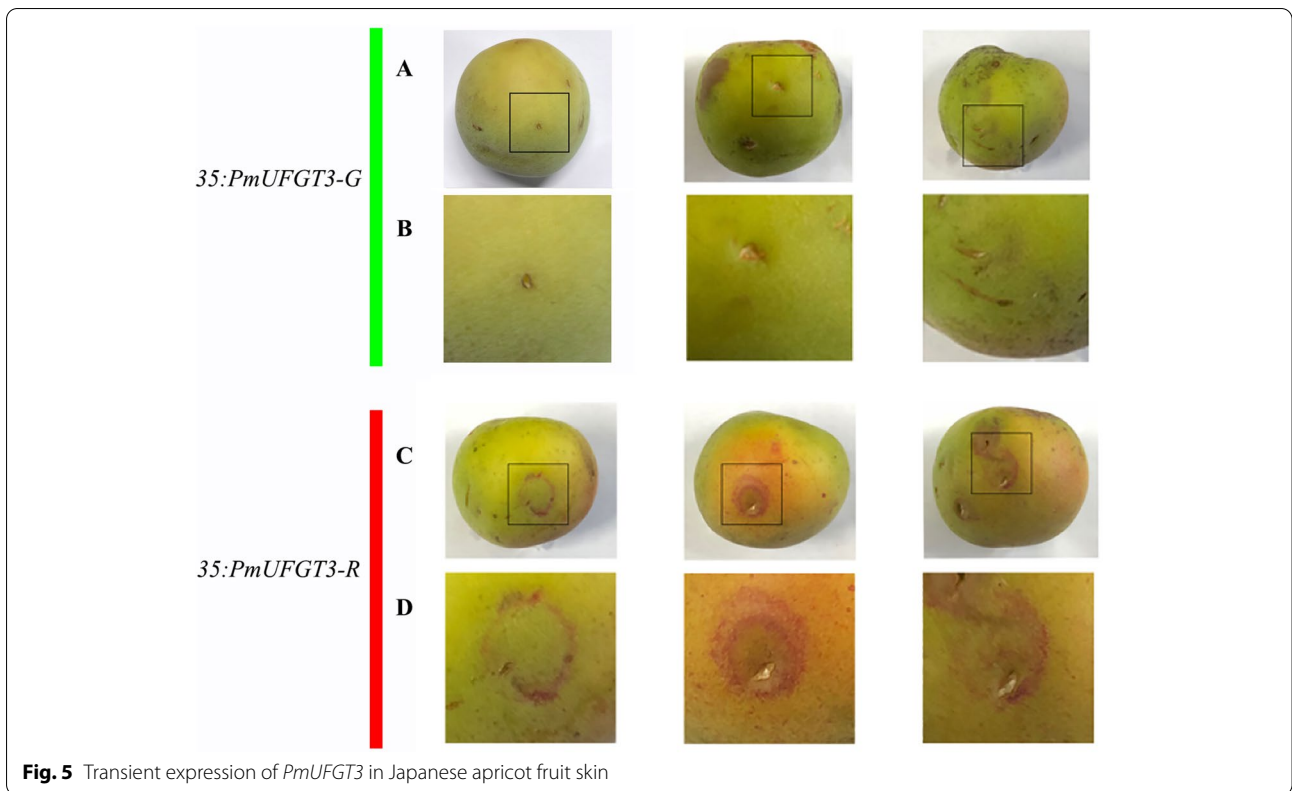 A
35:PmUFGT3-G
B
C
35:PmUFGT3-R
D
Fig. 5 Transient expression of PmUFGT3 in Japanese apricot fruit skin